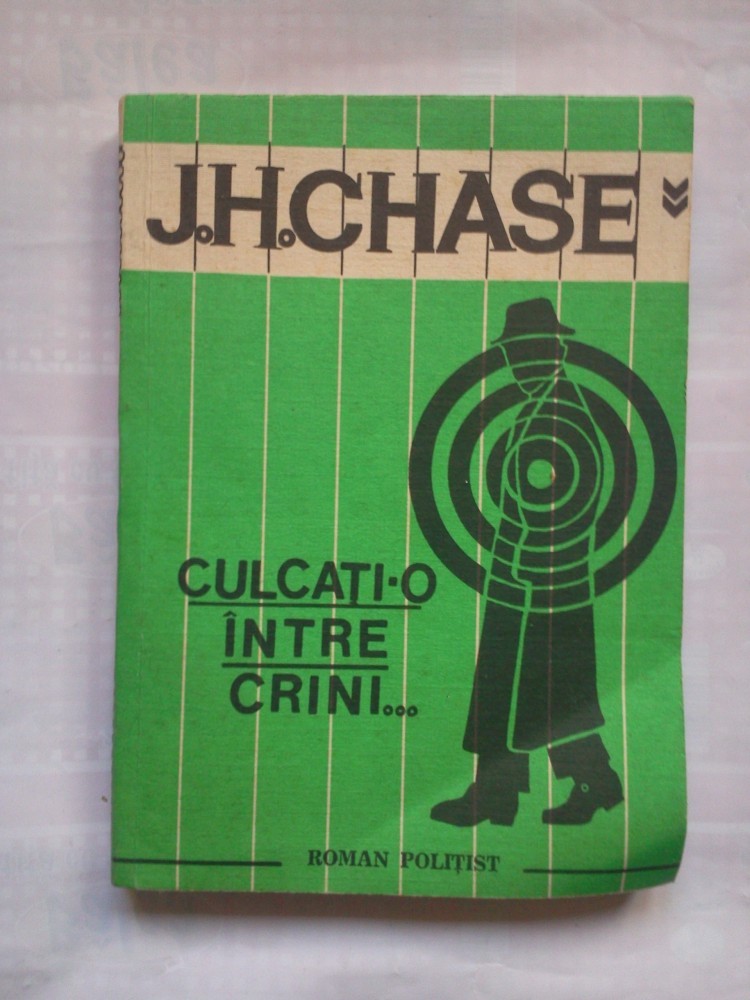 J.H.CHASE
CULCAȚI-O
ÎNTRE
CRINI...
ROMAN POLIȚIST